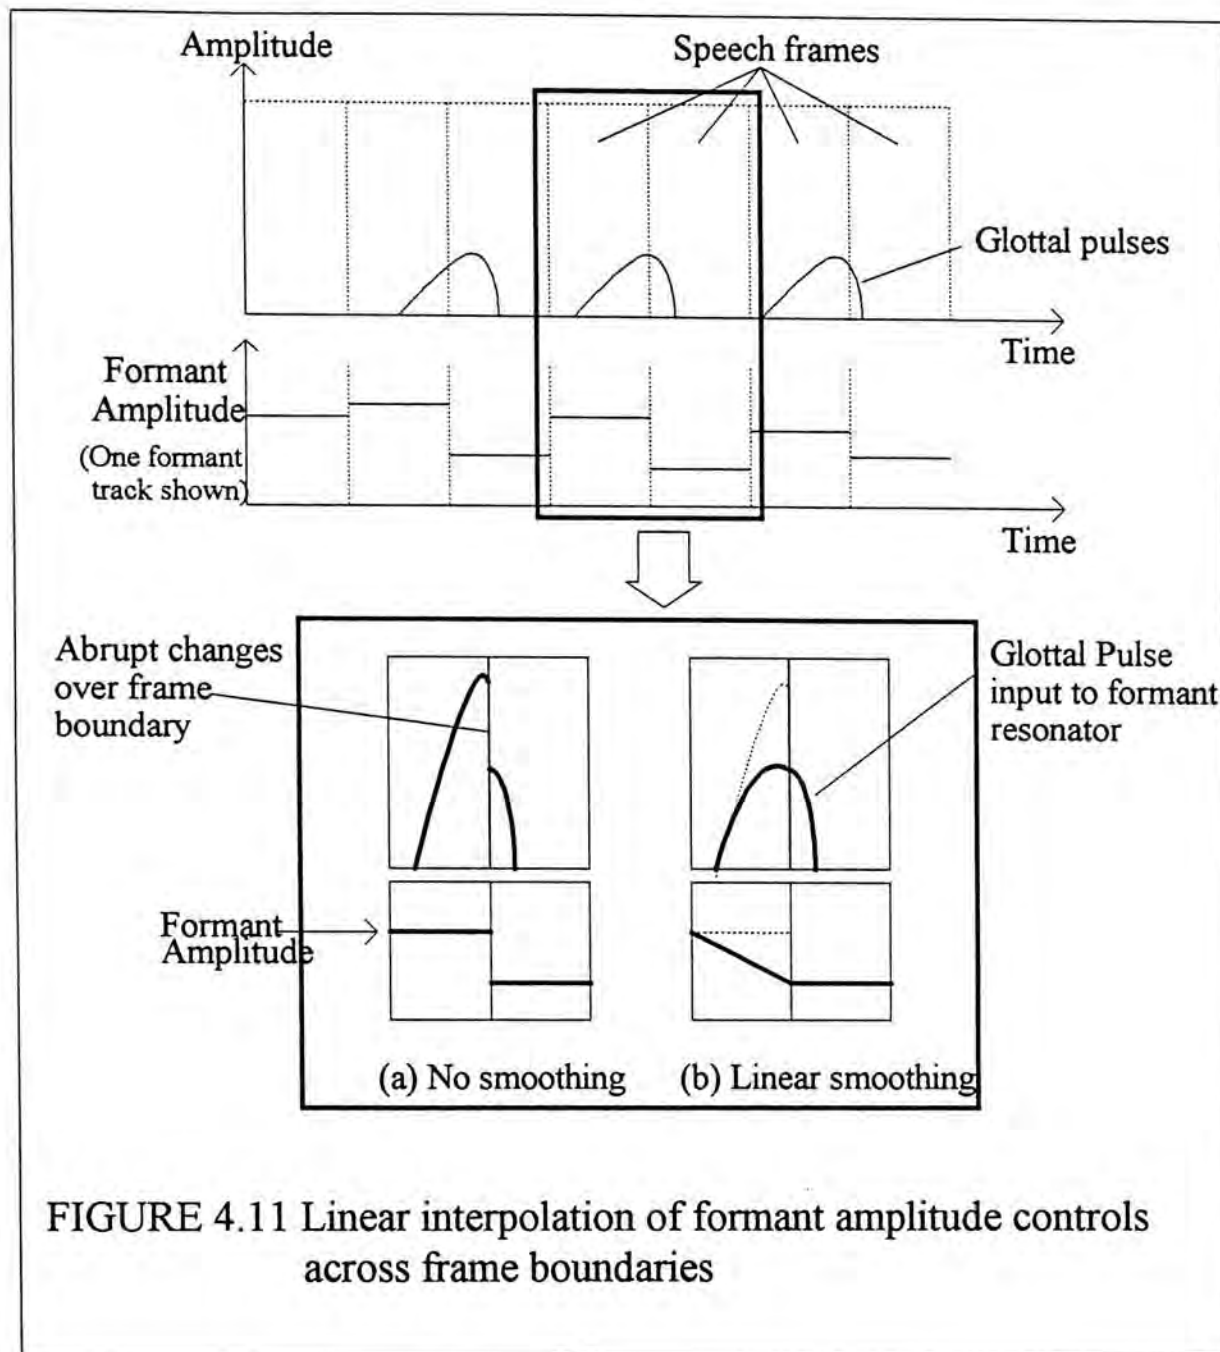 Amplitude
Speech frames
Glottal pulses
Time
Formant
Amplitude
(One formant
track shown)
Time
Abrupt changes
over frame
boundary
Glottal Pulse
input to formant
resonator
Formant
Amplitude
(a) No smoothing
(b) Linear smoothing
FIGURE 4.11 Linear interpolation of formant amplitude controls
across frame boundaries